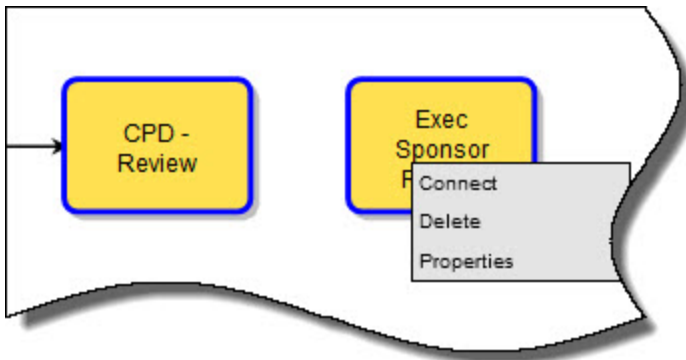 CPD -
Review
Exec
Sponsor
Connect
Delete
Properties